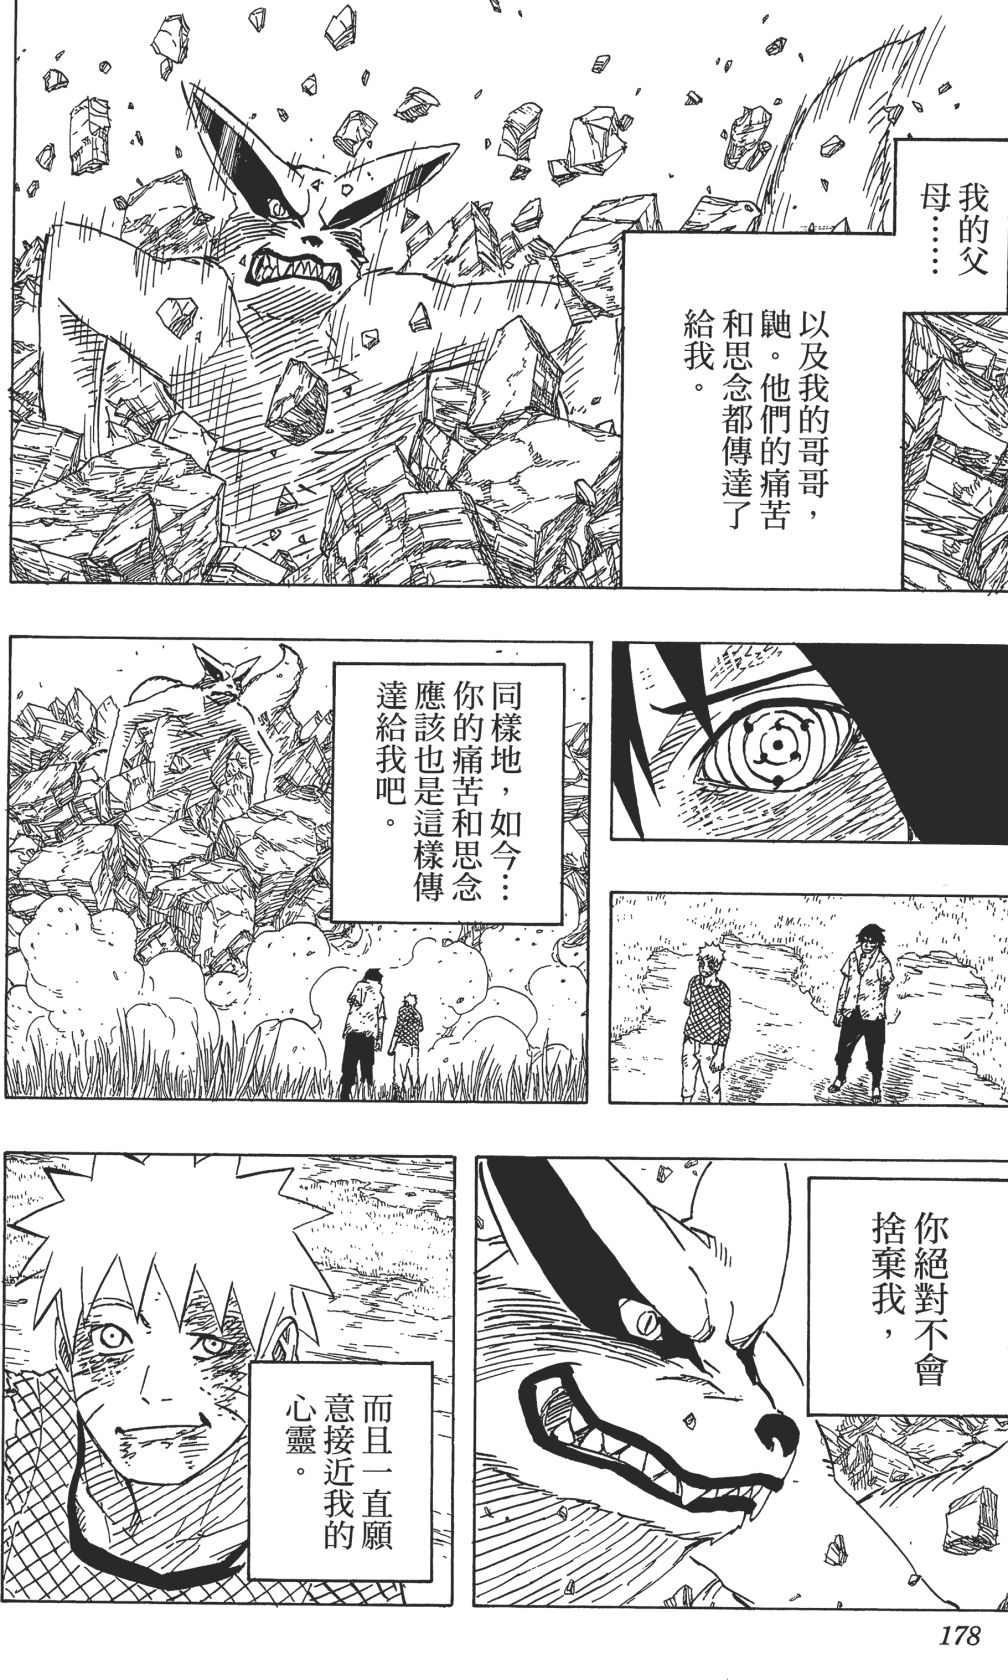 我的父
母……
以及我的哥哥，
鼬。他們的痛苦
和思念都傳達了
給我。
同樣地，如今…
你的痛苦和思念
應該也是這樣傳
達給我吧。
你絕對不會
捨棄我，
而且一直願
意接近我的
心靈。
178